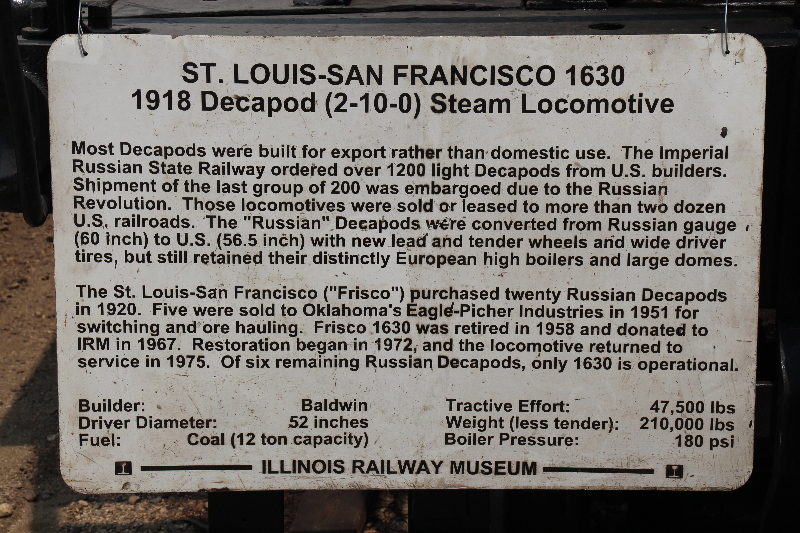 ST. LOUIS-SAN FRANCISCO 1630
1918 Decapod (2-10-0) Steam Locomotive
Most Decapods were built for export rather than domestic use. The Imperial
Russian State Railway ordered over 1200 light Decapods from U.S. builders.
Shipment of the last group of 200 was embargoed due to the Russian
Revolution. Those locomotives were sold or leased to more than two dozen
U.S. railroads. The "Russian" Decapods were converted from Russian gauge
(60 inch) to U.S. (56.5 inch) with new lead and tender wheels and wide driver
tires, but still retained their distinctly European high boilers and large domes.
The St. Louis-San Francisco ("Frisco") purchased twenty Russian Decapods
in 1920. Five were sold to Oklahoma's Eagle-Picher Industries in 1951 for
switching and ore hauling. Frisco 1630 was retired in 1958 and donated to
IRM in 1967. Restoration began in 1972, and the locomotive returned to
service in 1975. Of six remaining Russian Decapods, only 1630 is operational.
Builder: Baldwin Tractive Effort: 47,500 lbs
Driver Diameter: 52 inches Weight (less tender): 210,000 lbs
Fuel: Coal (12 ton capacity) Boiler Pressure: 180 psi
ILLINOIS RAILWAY MUSEUM